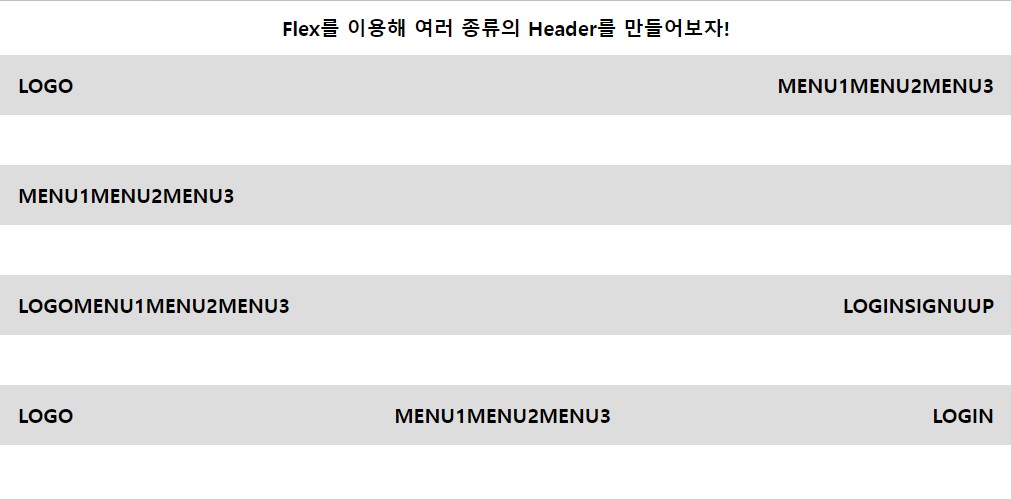 Flex를 이용해 여러 종류의 Header를 만들어보자!
LOGO MENU1MENU2MENU3
MENU1MENU2MENU3
LOGOMENU1MENU2MENU3 LOGINSIGNUUP
LOGO MENU1MENU2MENU3 LOGIN